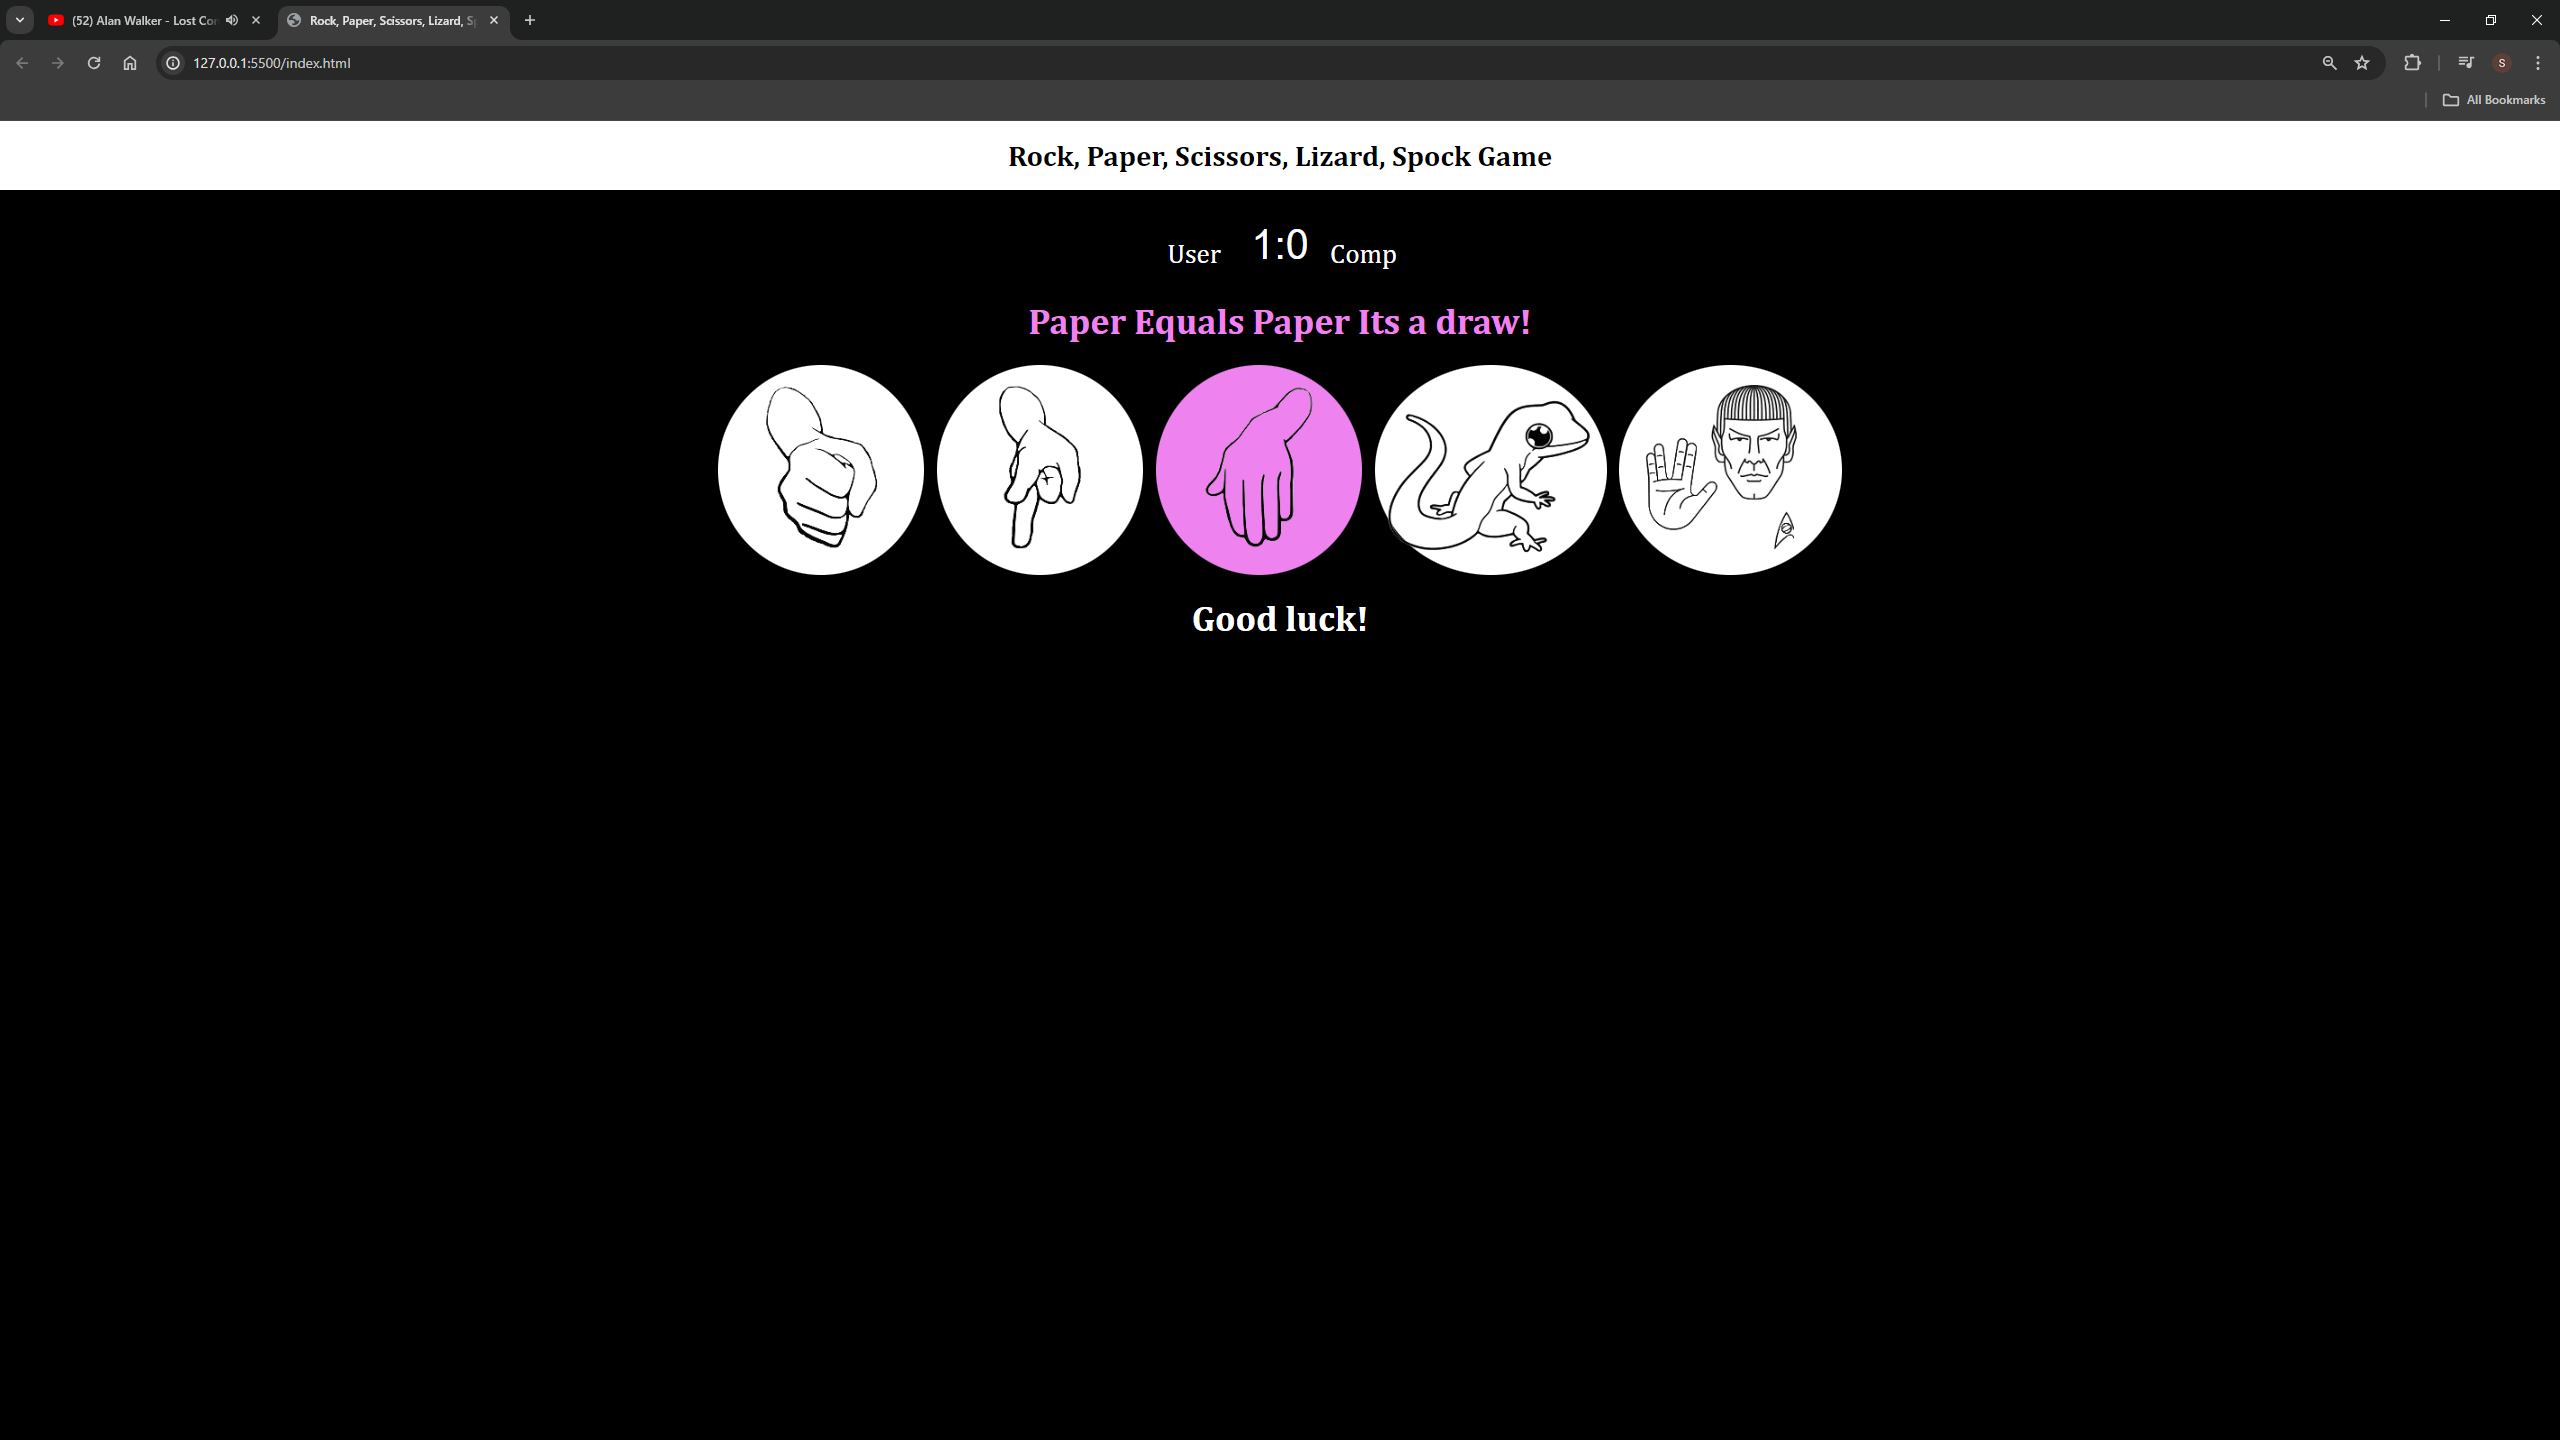 (52) Alan Walker - Lost Con
Rock, Paper, Scissors, Lizard, Sp
127.0.0.1:5500/index.html
S
All Bookmarks
Rock, Paper, Scissors, Lizard, Spock Game
User 1:0 Comp
Paper Equals Paper Its a draw!
Good luck!